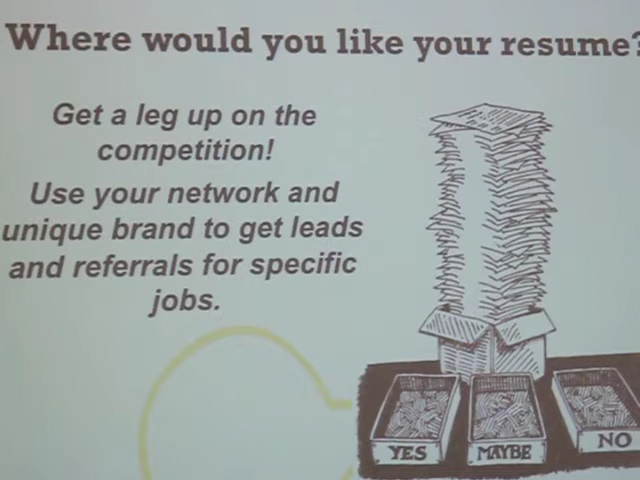 Where would you like your resume?
Get a leg up on the
competition!
Use your network and
unique brand to get leads
and referrals for specific
jobs.
YES
MAYBE
NO